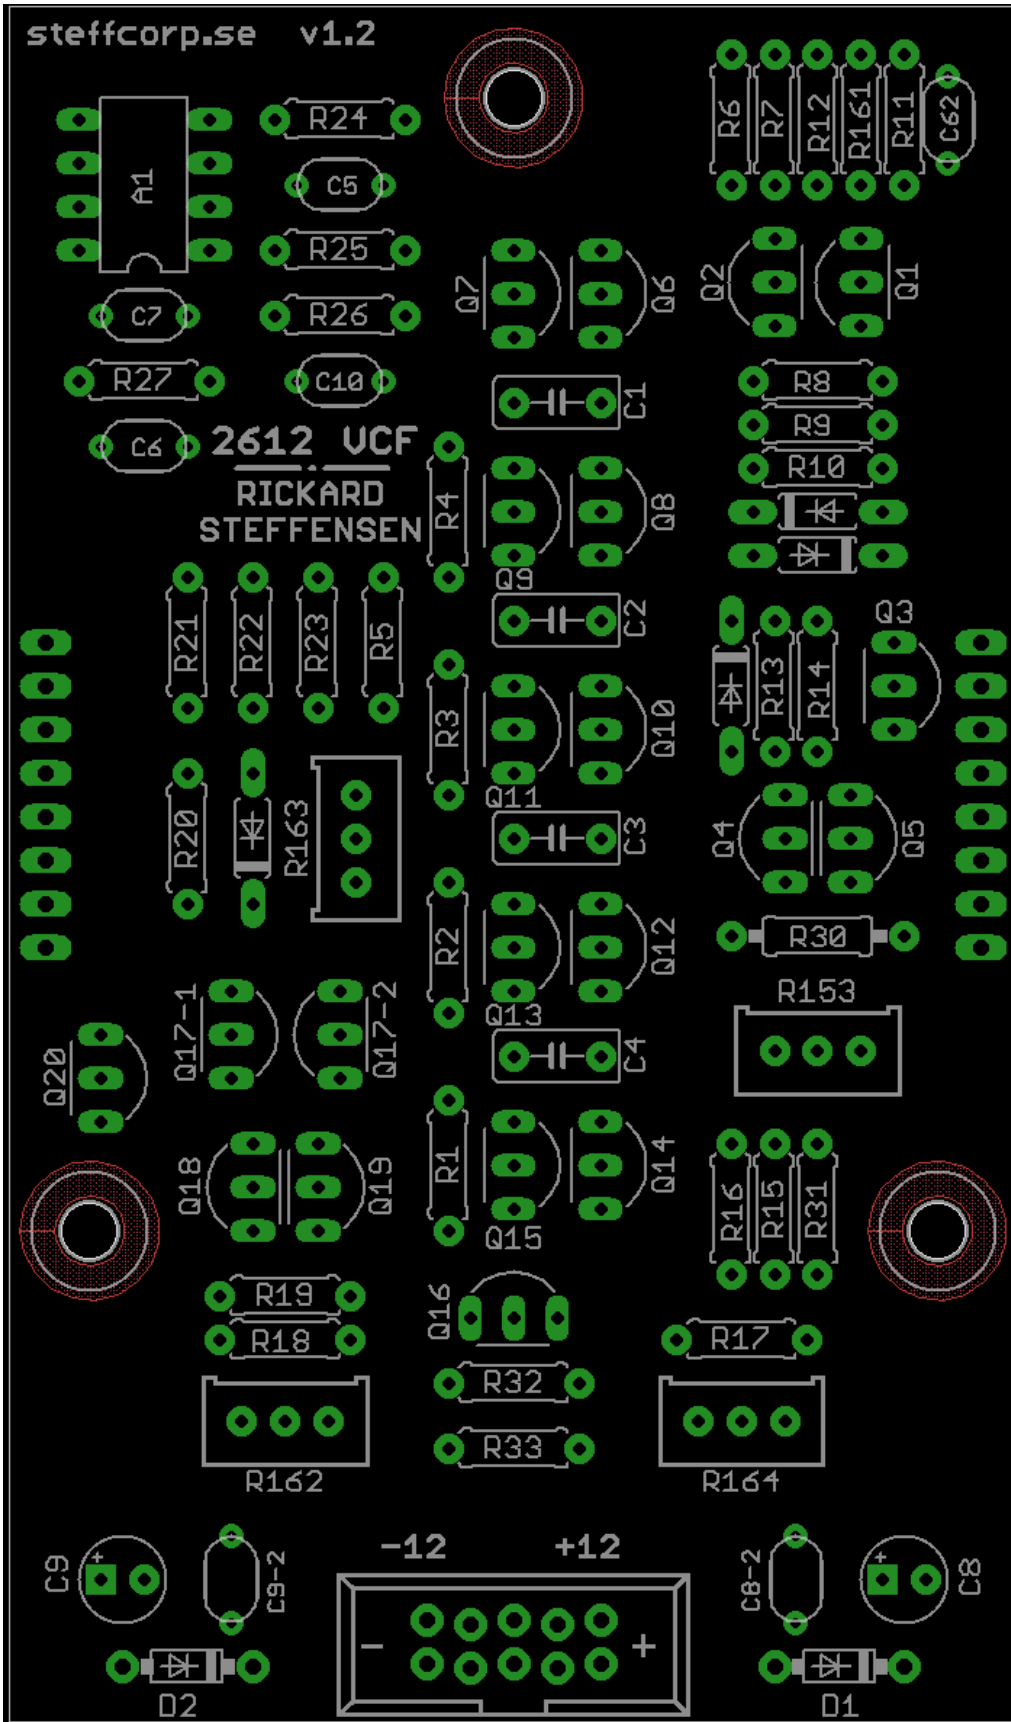 steffcorp.se v1.2
R6
R7
R12
R161
R11
C62
A1
R24
C5
R25
C7
R26
R27
C10
C6
Q7
Q6
Q2
Q1
C1
R8
R9
R10
2612 VCF
RICKARD
STEFFENSEN
R4
Q8
Q9
C2
R21
R22
R23
R5
R3
Q10
R13
R14
Q3
Q11
C3
R20
R163
Q4
Q5
R2
Q12
R30
R153
Q13
C4
Q20
Q17-1
Q17-2
Q18
Q19
R1
Q14
Q15
R16
R15
R31
R19
R18
Q16
R17
R32
R33
R162
R164
-12 +12
C9
+
C9-2
C8-2
+
C8
- +
D2
D1